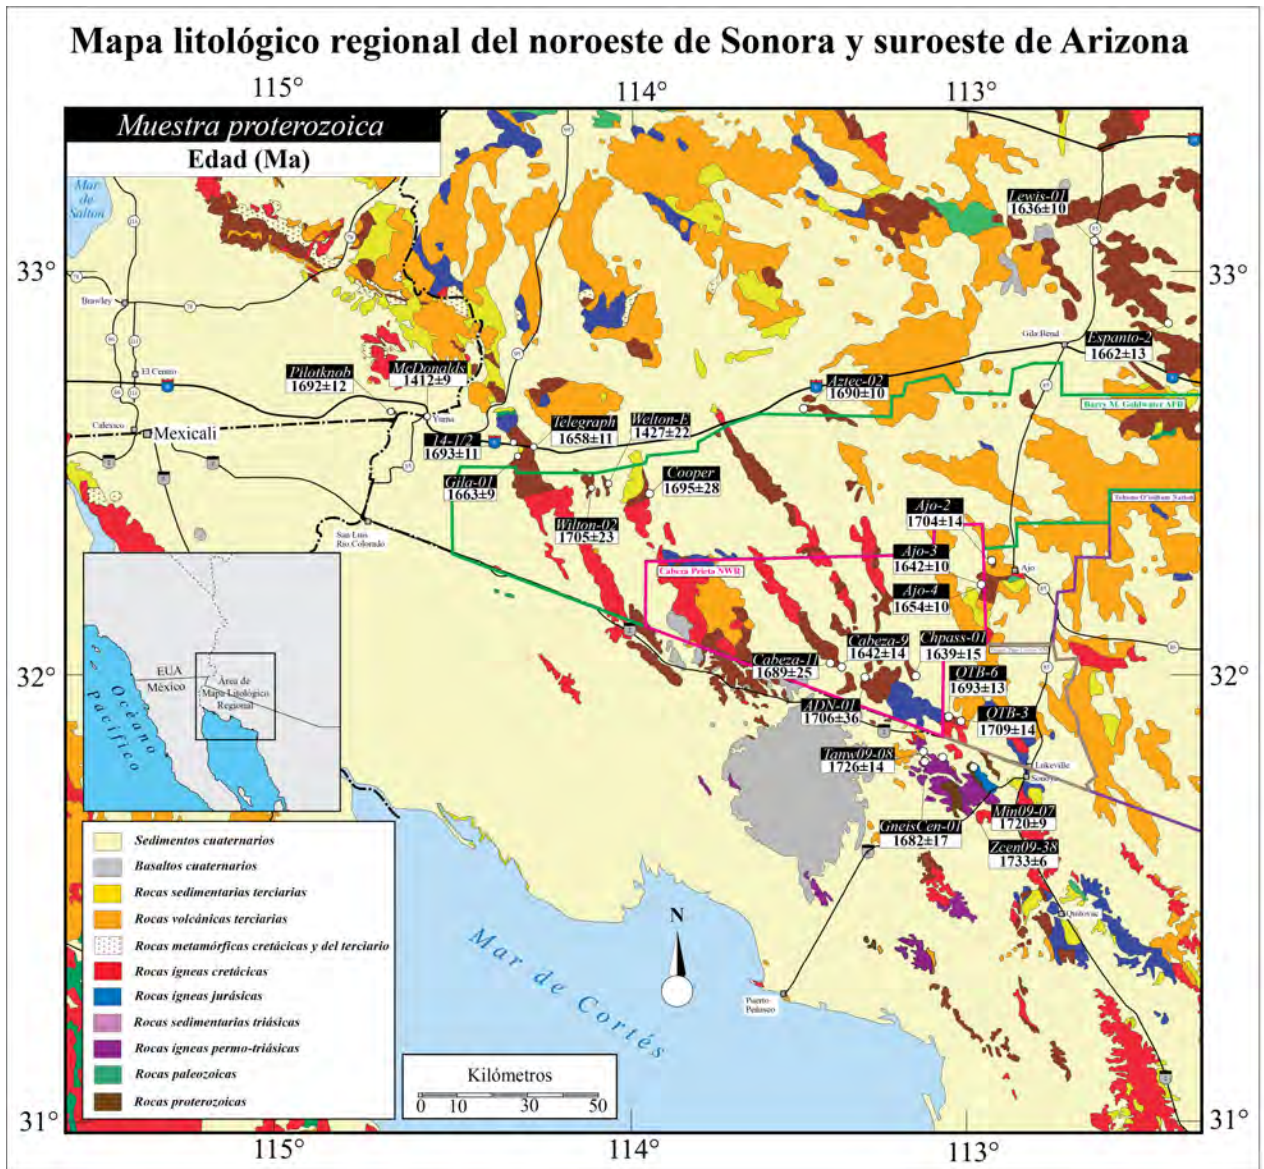 Mapa litológico regional del noroeste de Sonora y suroeste de Arizona
115°
114°
113°
Muestra proterozoica
Edad (Ma)
Mar
de
Salton
Lewis-01
1636±10
33°
33°
Brawley
Gila Bend
Espanto-2
1662±13
El Centro
Pilotknob
1692±12
McDonalds
1412±9
Aztec-02
1690±10
Barry M. Goldwater AFR
Calexico
Mexicali
Yuma
Telegraph
1658±11
Welton-E
1427±22
14-1/2
1693±11
Gila-01
1663±9
Cooper
1695±28
Wilton-02
1705±23
Ajo-2
1704±14
Tohono O'odham Nation
San Luis
Rio Colorado
Ajo-3
1642±10
Ajo
Cabeza Prieta NWR
Ajo-4
1654±10
Cabeza-9
1642±14
Chpass-01
1639±15
32°
32°
Cabeza-11
1689±25
QTB-6
1693±13
EUA
México
Área de
Mapa Litológico
Regional
Océano
Pacífico
ADN-01
1706±36
QTB-3
1709±14
Tanw09-08
1726±14
Lukeville
Sonoyta
Min09-07
1720±9
GneisCen-01
1682±17
Zcen09-38
1733±6
Quitovac
Sedimentos cuaternarios
Basaltos cuaternarios
Rocas sedimentarias terciarias
Rocas volcánicas terciarias
Rocas metamórficas cretácicas y del terciario
Rocas ígneas cretácicas
Rocas ígneas jurásicas
Rocas sedimentarias triásicas
Rocas ígneas permo-triásicas
Rocas paleozoicas
Rocas proterozoicas
N
Mar de Cortés
Puerto
Peñasco
Kilómetros
0 10 30 50
31°
31°
115°
114°
113°